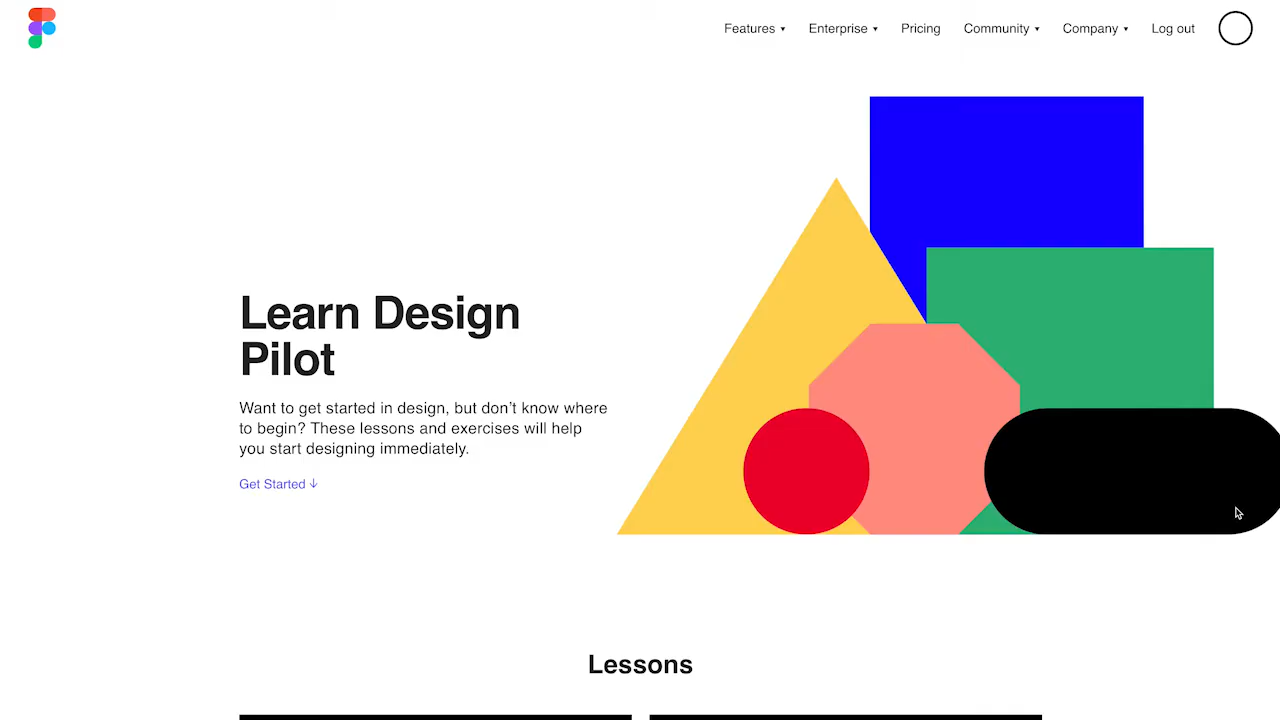 Features ▾ Enterprise ▾ Pricing Community ▾ Company ▾ Log out
Learn Design
Pilot
Want to get started in design, but don’t know where
to begin? These lessons and exercises will help
you start designing immediately.
Get Started ↓
Lessons